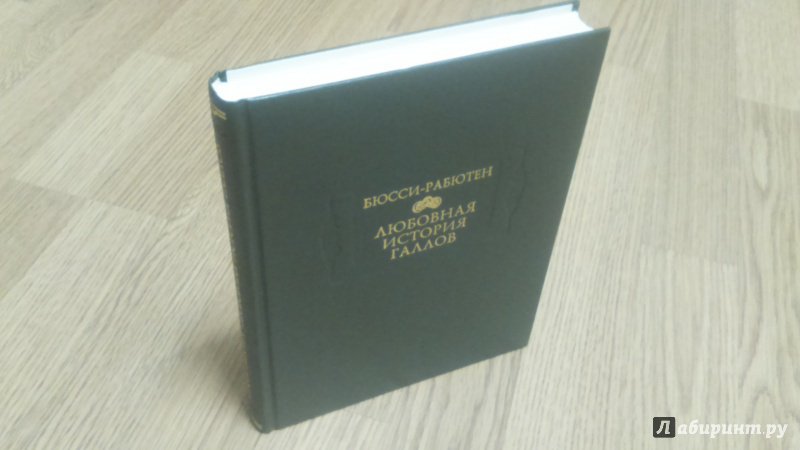 БЮССИ-РАБЮТЕН
ЛЮБОВНАЯ
ИСТОРИЯ
ГАЛЛОВ
Лабиринт.ру